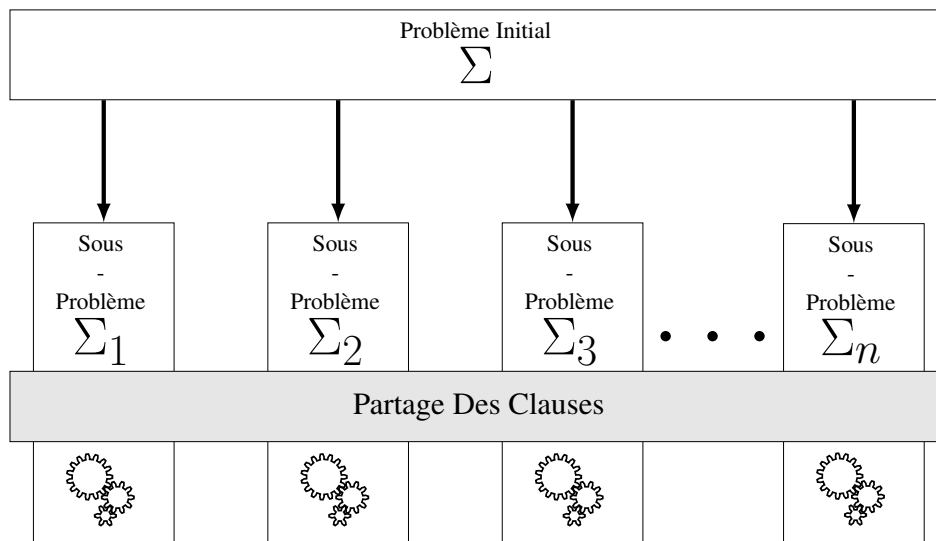 Problème Initial
Σ
Sous
-
Problème
Σ1
Sous
-
Problème
Σ2
Sous
-
Problème
Σ3
• • •
Sous
-
Problème
Σn
Partage Des Clauses